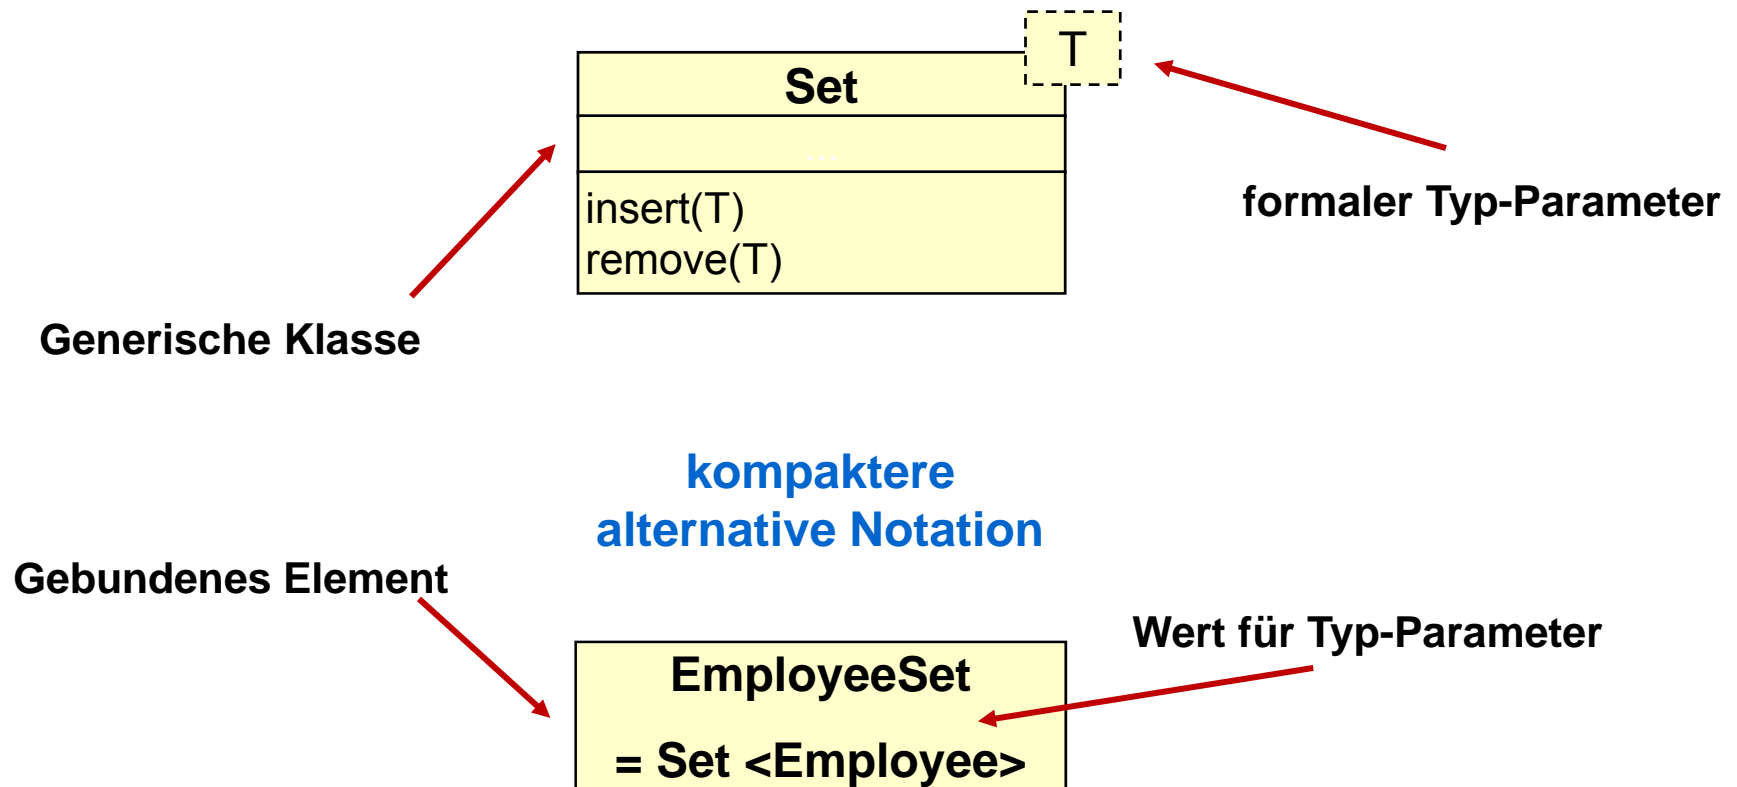 T
Set
...
insert(T)
remove(T)
formaler Typ-Parameter
Generische Klasse
kompaktere
alternative Notation
Gebundenes Element
Wert für Typ-Parameter
EmployeeSet
= Set <Employee>